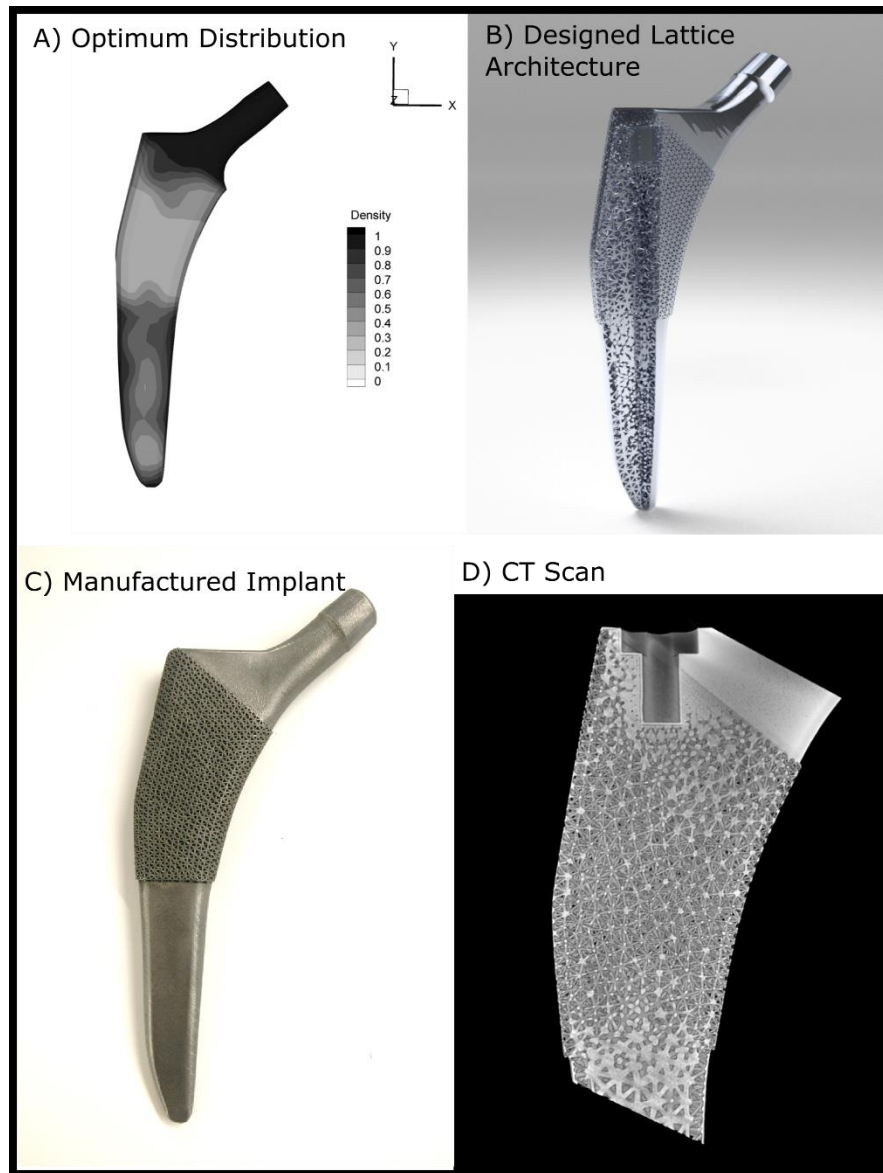 A) Optimum Distribution
Y
Z
X
Density
1
0.9
0.8
0.7
0.6
0.5
0.4
0.3
0.2
0.1
0
B) Designed Lattice
Architecture
C) Manufactured Implant
D) CT Scan